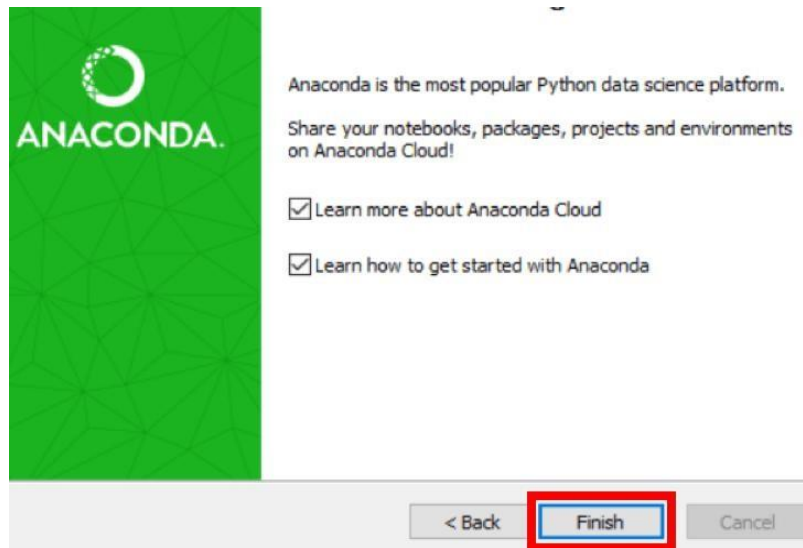 ANACONDA.
Anaconda is the most popular Python data science platform.
Share your notebooks, packages, projects and environments
on Anaconda Cloud!
Learn more about Anaconda Cloud
Learn how to get started with Anaconda
< Back
Finish
Cancel